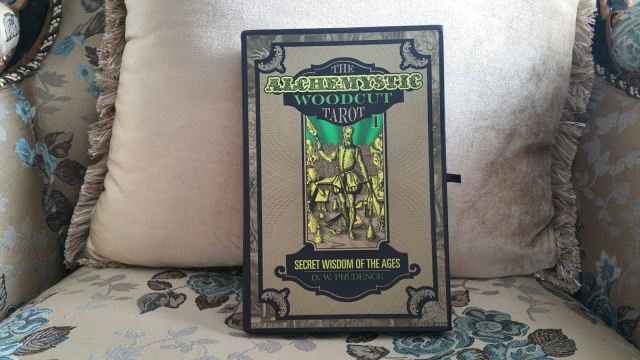 THE
ALCHEMYSTIC
WOODCUT
TAROT
I
SECRET WISDOM OF THE AGES
D. W. PRUDENCE